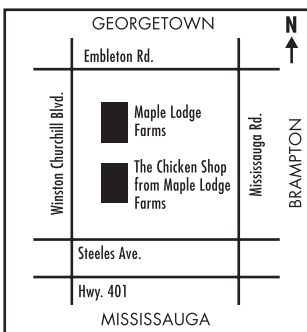 GEORGETOWN
N
Embleton Rd.
Winston Churchill Blvd.
Maple Lodge
Farms
The Chicken Shop
from Maple Lodge
Farms
Mississauga Rd.
BRAMPTON
Steeles Ave.
Hwy. 401
MISSISSAUGA